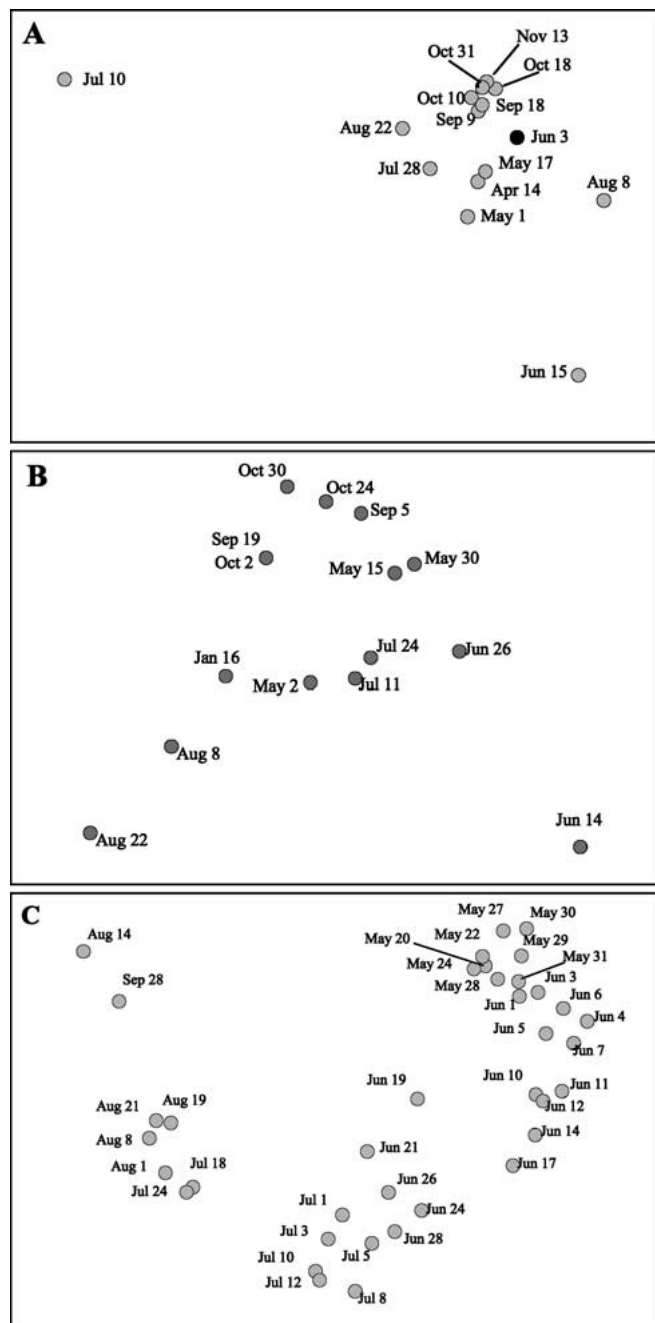 A
Nov 13
Oct 31
Oct 18
Jul 10
Oct 10
Sep 18
Sep 9
Aug 22
Jun 3
May 17
Jul 28
Apr 14
Aug 8
May 1
Jun 15
B
Oct 30
Oct 24
Sep 5
Sep 19
Oct 2
May 30
May 15
Jul 24
Jun 26
Jan 16
May 2
Jul 11
Aug 8
Aug 22
Jun 14
C
May 27
May 30
Aug 14
May 22
May 29
May 20
May 31
May 24
Sep 28
May 28
Jun 3
Jun 1
Jun 6
Jun 4
Jun 5
Jun 7
Jun 19
Jun 10
Jun 11
Jun 12
Aug 21
Aug 19
Aug 8
Jun 14
Jun 21
Aug 1
Jul 18
Jun 17
Jul 24
Jun 26
Jul 1
Jun 24
Jul 3
Jul 5
Jun 28
Jul 10
Jul 12
Jul 8